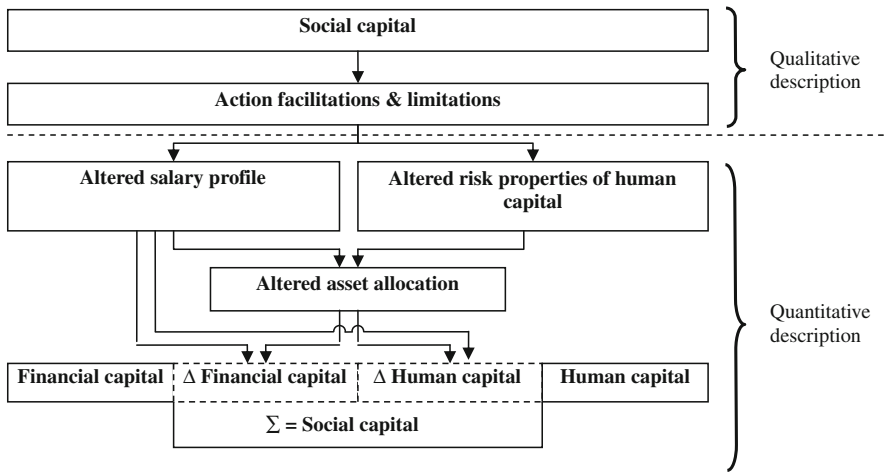 Social capital
Qualitative
description
Action facilitations & limitations
Altered salary profile
Altered risk properties of human
capital
Altered asset allocation
Quantitative
description
Financial capital
Δ Financial capital
Δ Human capital
Human capital
Σ = Social capital